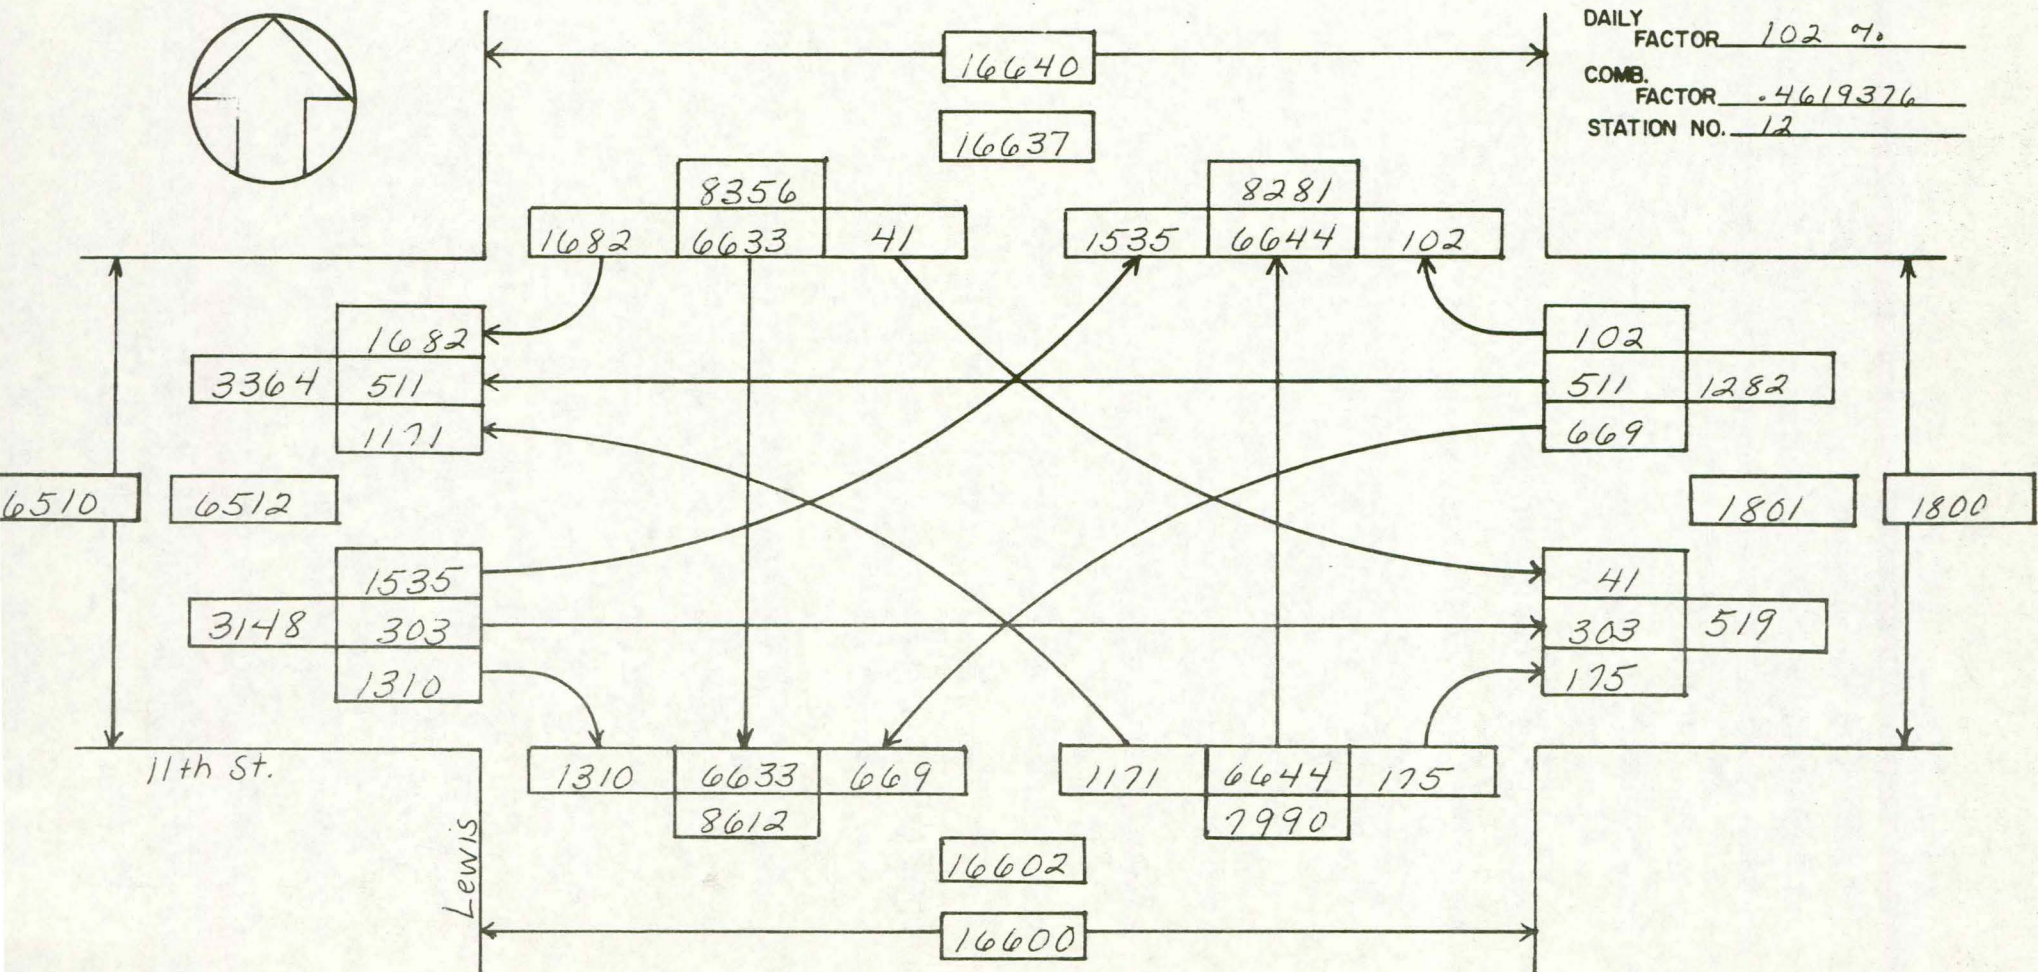 DAILY
FACTOR 102 %
16640
COMB.
FACTOR .4619376
STATION NO. 12
16637
8356
8281
1682 6633 41
1535 6644 102
1682
102
3364 511
511 1282
1171
669
6510 6512
1801 1800
1535
41
3148 303
303 519
1310
175
11th St.
1310 6633 669
1171 6644 175
8612
7990
Lewis
16602
16600